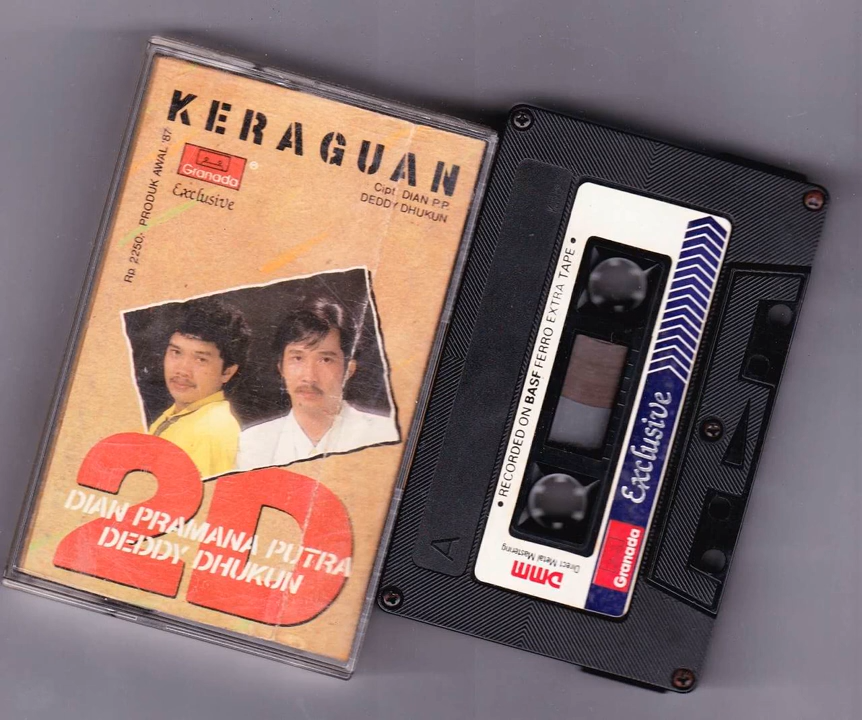 KERAGUAN
Cipt. DIAN P.P.
DEDDY DHUKUN
Granada
®
Exclusive
Rp 2250,- PRODUK AWAL '87
2D
DIAN PRAMANA PUTRA
DEDDY DHUKUN
A
• RECORDED ON BASF FERRO EXTRA TAPE •
Exclusive
Granada
DMM
Direct Metal Mastering